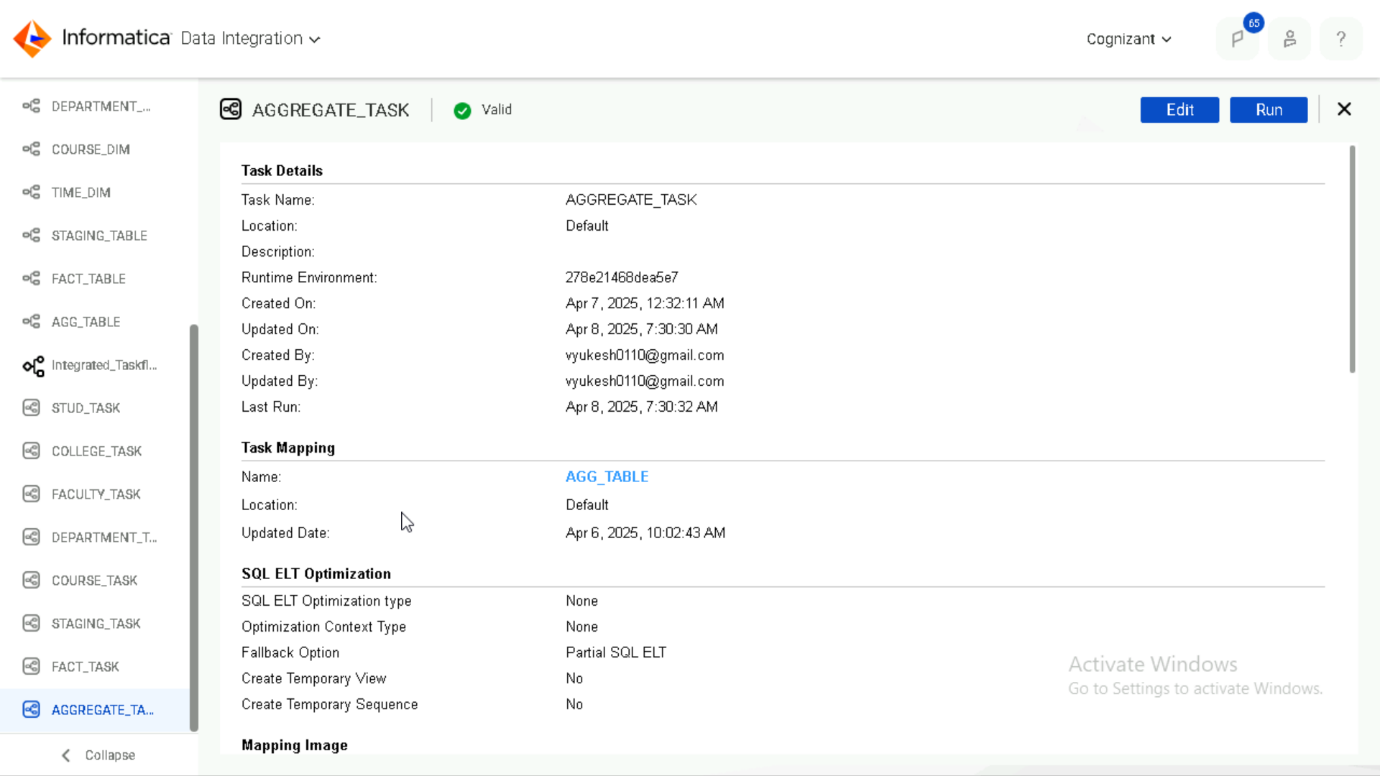 Informatica Data Integration
Cognizant
65
?
DEPARTMENT_...
COURSE_DIM
TIME_DIM
STAGING_TABLE
FACT_TABLE
AGG_TABLE
Integrated_Taskfl...
STUD_TASK
COLLEGE_TASK
FACULTY_TASK
DEPARTMENT_T...
COURSE_TASK
STAGING_TASK
FACT_TASK
AGGREGATE_TA...
Collapse
AGGREGATE_TASK Valid Edit Run
Task Details
Task Name: AGGREGATE_TASK
Location: Default
Description:
Runtime Environment: 278e21468dea5e7
Created On: Apr 7, 2025, 12:32:11 AM
Updated On: Apr 8, 2025, 7:30:30 AM
Created By: vyukesh0110@gmail.com
Updated By: vyukesh0110@gmail.com
Last Run: Apr 8, 2025, 7:30:32 AM
Task Mapping
Name: AGG_TABLE
Location: Default
Updated Date: Apr 6, 2025, 10:02:43 AM
SQL ELT Optimization
SQL ELT Optimization type None
Optimization Context Type None
Fallback Option Partial SQL ELT
Create Temporary View No
Create Temporary Sequence No
Mapping Image
Activate Windows
Go to Settings to activate Windows.